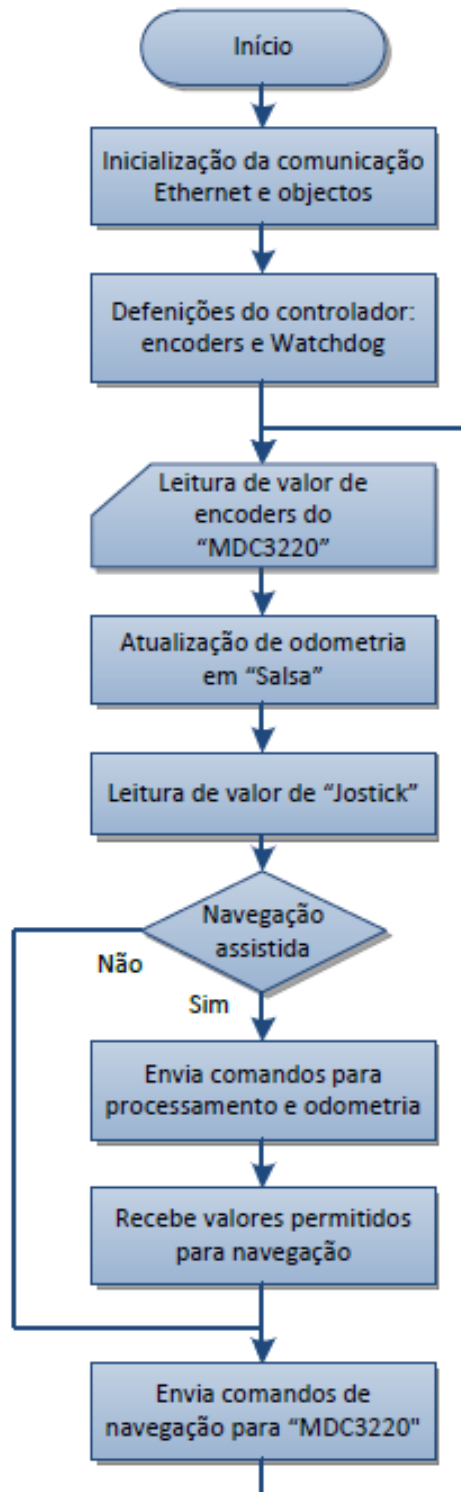 Início
Inicialização da comunicação
Ethernet e objectos
Defenições do controlador:
encoders e Watchdog
Leitura de valor de
encoders do
“MDC3220”
Atualização de odometria
em “Salsa”
Leitura de valor de “Jostick”
Navegação
assistida
Não
Sim
Envia comandos para
processamento e odometria
Recebe valores permitidos
para navegação
Envia comandos de
navegação para “MDC3220"